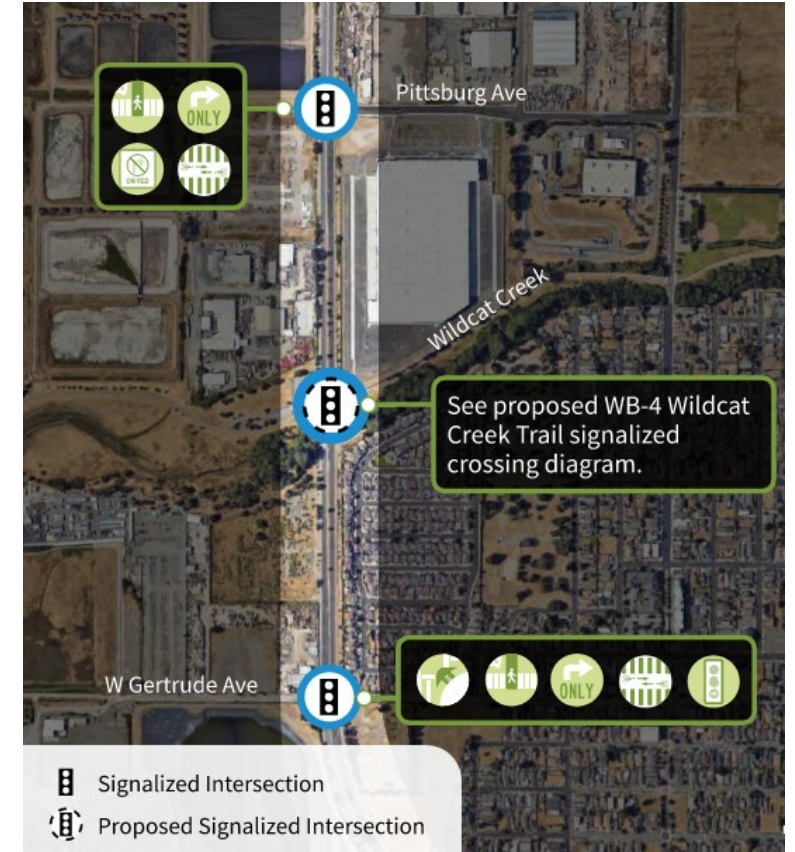 Pittsburg Ave
ONLY
ON RED
Wildcat Creek
See proposed WB-4 Wildcat
Creek Trail signalized
crossing diagram.
W Gertrude Ave
ONLY
Signalized Intersection
Proposed Signalized Intersection